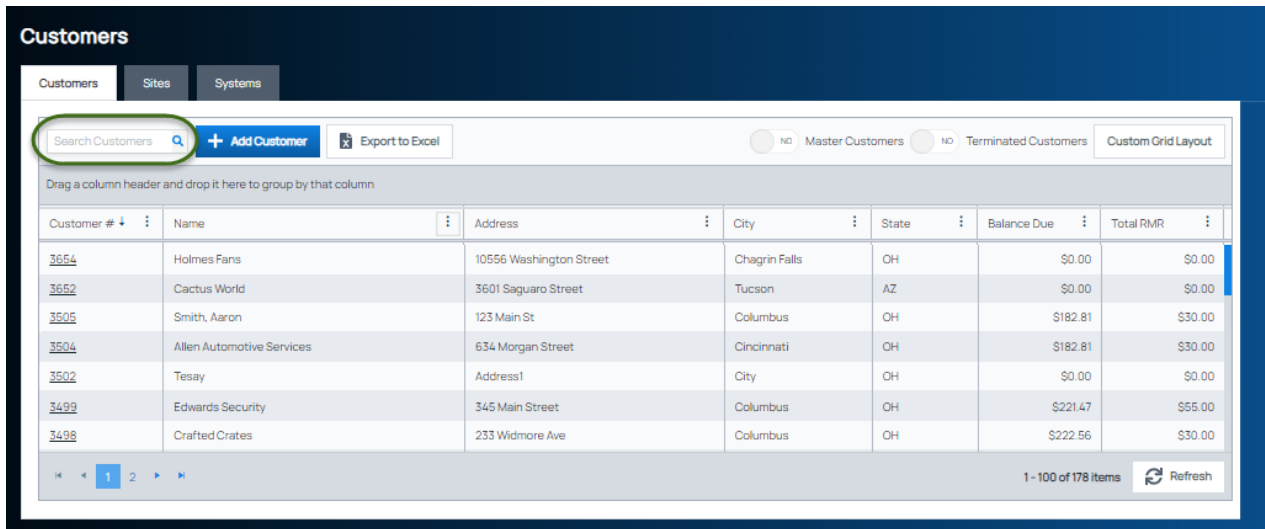 Customers
Customers Sites Systems
Search Customers Add Customer Export to Excel NO Master Customers NO Terminated Customers Custom Grid Layout
Drag a column header and drop it here to group by that column
Customer # Name Address City State Balance Due Total RMR
3654 Holmes Fans 10556 Washington Street Chagrin Falls OH $0.00 $0.00
3652 Cactus World 3601 Saguaro Street Tucson AZ $0.00 $0.00
3505 Smith, Aaron 123 Main St Columbus OH $182.81 $30.00
3504 Allen Automotive Services 634 Morgan Street Cincinnati OH $182.81 $30.00
3502 Tesay Address1 City OH $0.00 $0.00
3499 Edwards Security 345 Main Street Columbus OH $221.47 $55.00
3498 Crafted Crates 233 Widmore Ave Columbus OH $222.56 $30.00
1 2 1 - 100 of 178 items Refresh